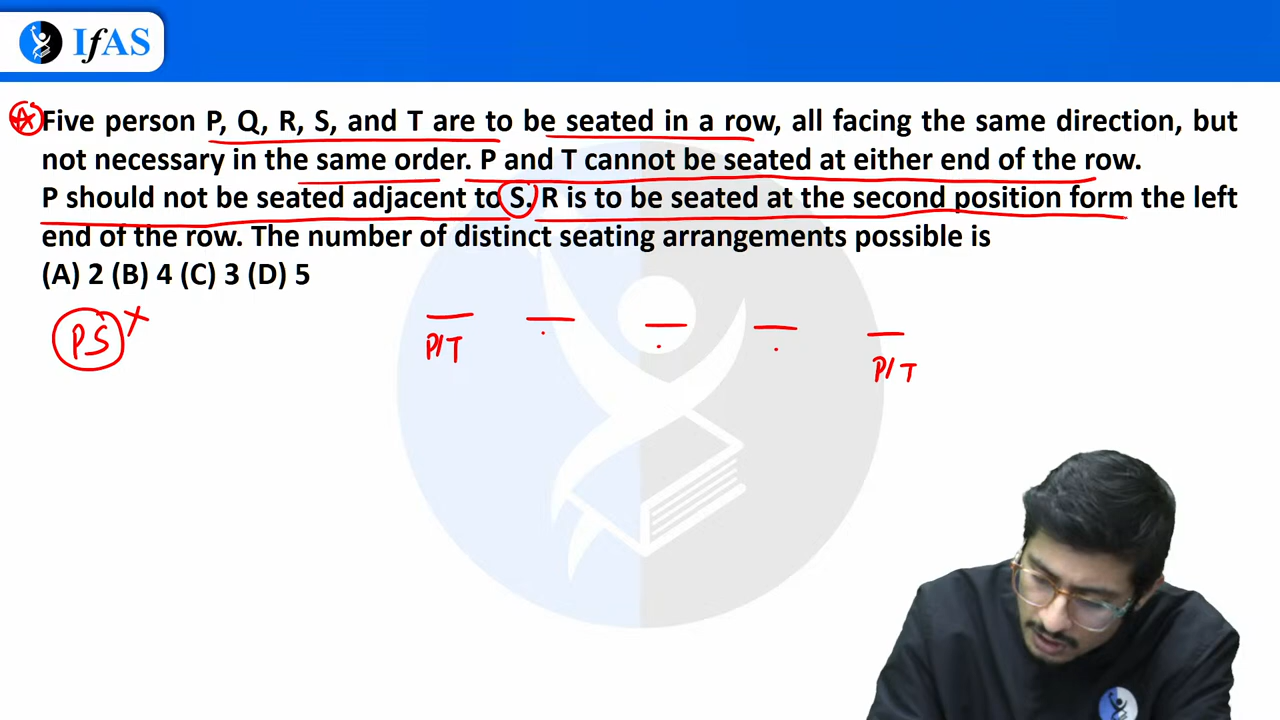 IfAS
Five person P, Q, R, S, and T are to be seated in a row, all facing the same direction, but
not necessary in the same order. P and T cannot be seated at either end of the row.
P should not be seated adjacent to S. R is to be seated at the second position form the left
end of the row. The number of distinct seating arrangements possible is
(A) 2 (B) 4 (C) 3 (D) 5
PS X
P/T
P/T